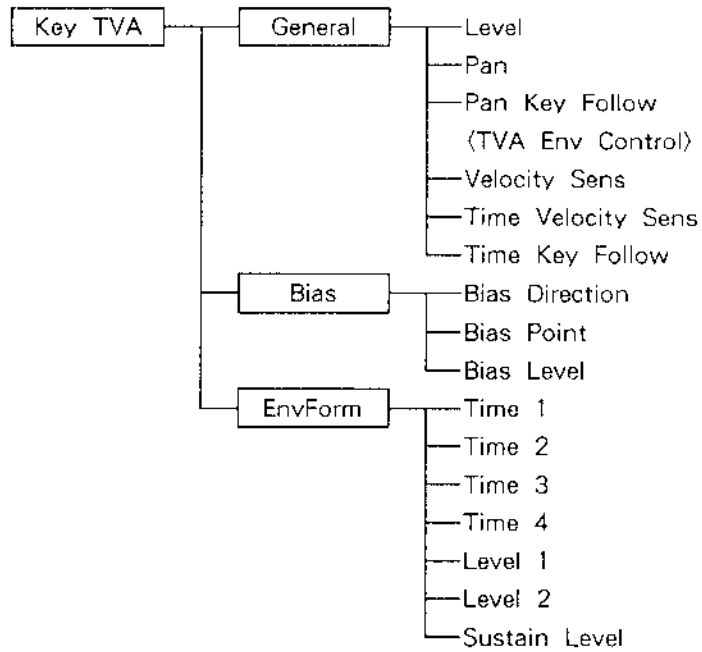 Key TVA
General
Level
Pan
Pan Key Follow
⟨TVA Env Control⟩
Velocity Sens
Time Velocity Sens
Time Key Follow
Bias
Bias Direction
Bias Point
Bias Level
EnvForm
Time 1
Time 2
Time 3
Time 4
Level 1
Level 2
Sustain Level